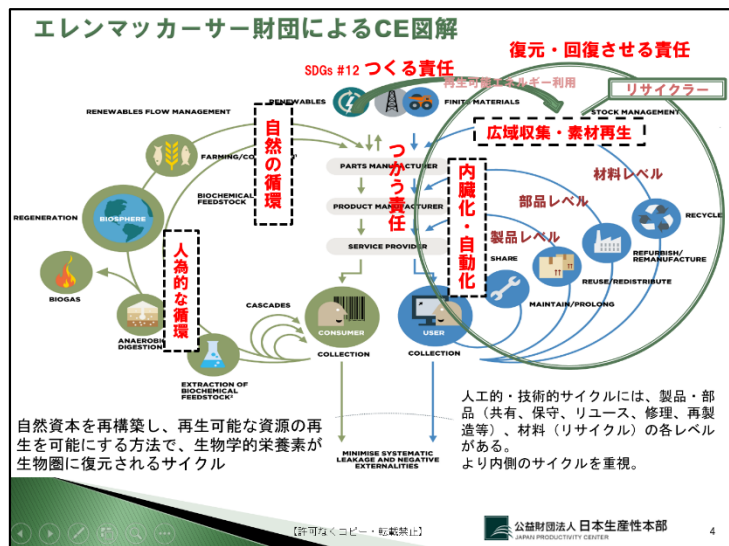 エレンマッカーサー財団によるCE図解
復元・回復させる責任
SDGs #12 つくる責任
再生可能エネルギー利用
リサイクラー
RENEWABLES
FINITE MATERIALS
RENEWABLES FLOW MANAGEMENT
STOCK MANAGEMENT
広域収集・素材再生
自然の循環
つかう責任
内臓化・自動化
FARMING/CO
PARTS MANUFACTURER
材料レベル
BIOCHEMICAL
FEEDSTOCK
部品レベル
PRODUCT MANUFACTURER
REGENERATION
BIOSPHERE
RECYCLE
製品レベル
人為的な循環
SERVICE PROVIDER
SHARE
REFURBISH/
REMANUFACTURE
REUSE/REDISTRIBUTE
BIOGAS
MAINTAIN/PROLONG
CASCADES
CONSUMER
USER
ANAEROBI
DIGESTION
COLLECTION
COLLECTION
EXTRACTION OF
BIOCHEMICAL
FEEDSTOCK²
自然資本を再構築し、再生可能な資源の再
生を可能にする方法で、生物学的栄養素が
生物圏に復元されるサイクル
人工的・技術的サイクルには、製品・部
品（共有、保守、リユース、修理、再製
造等）、材料（リサイクル）の各レベル
がある。
より内側のサイクルを重視。
MINIMISE SYSTEMATIC
LEAKAGE AND NEGATIVE
EXTERNALITIES
【許可なくコピー・転載禁止】
公益財団法人 日本生産性本部
JAPAN PRODUCTIVITY CENTER
4